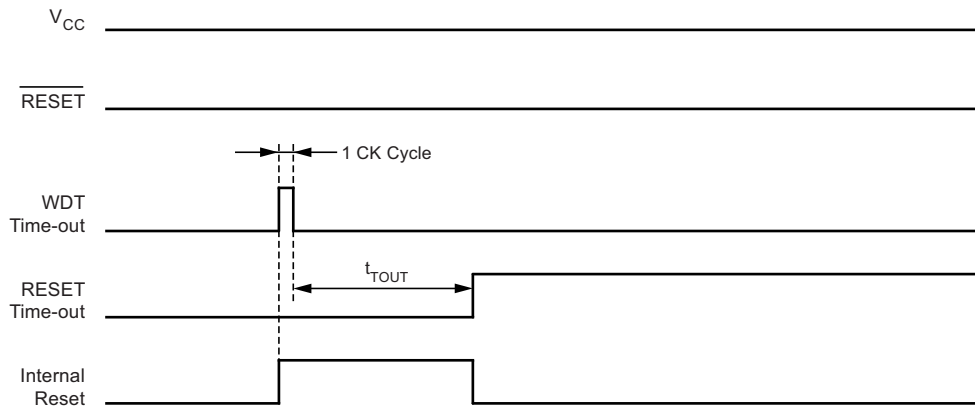 VCC
RESET
1 CK Cycle
WDT
Time-out
tTOUT
RESET
Time-out
Internal
Reset